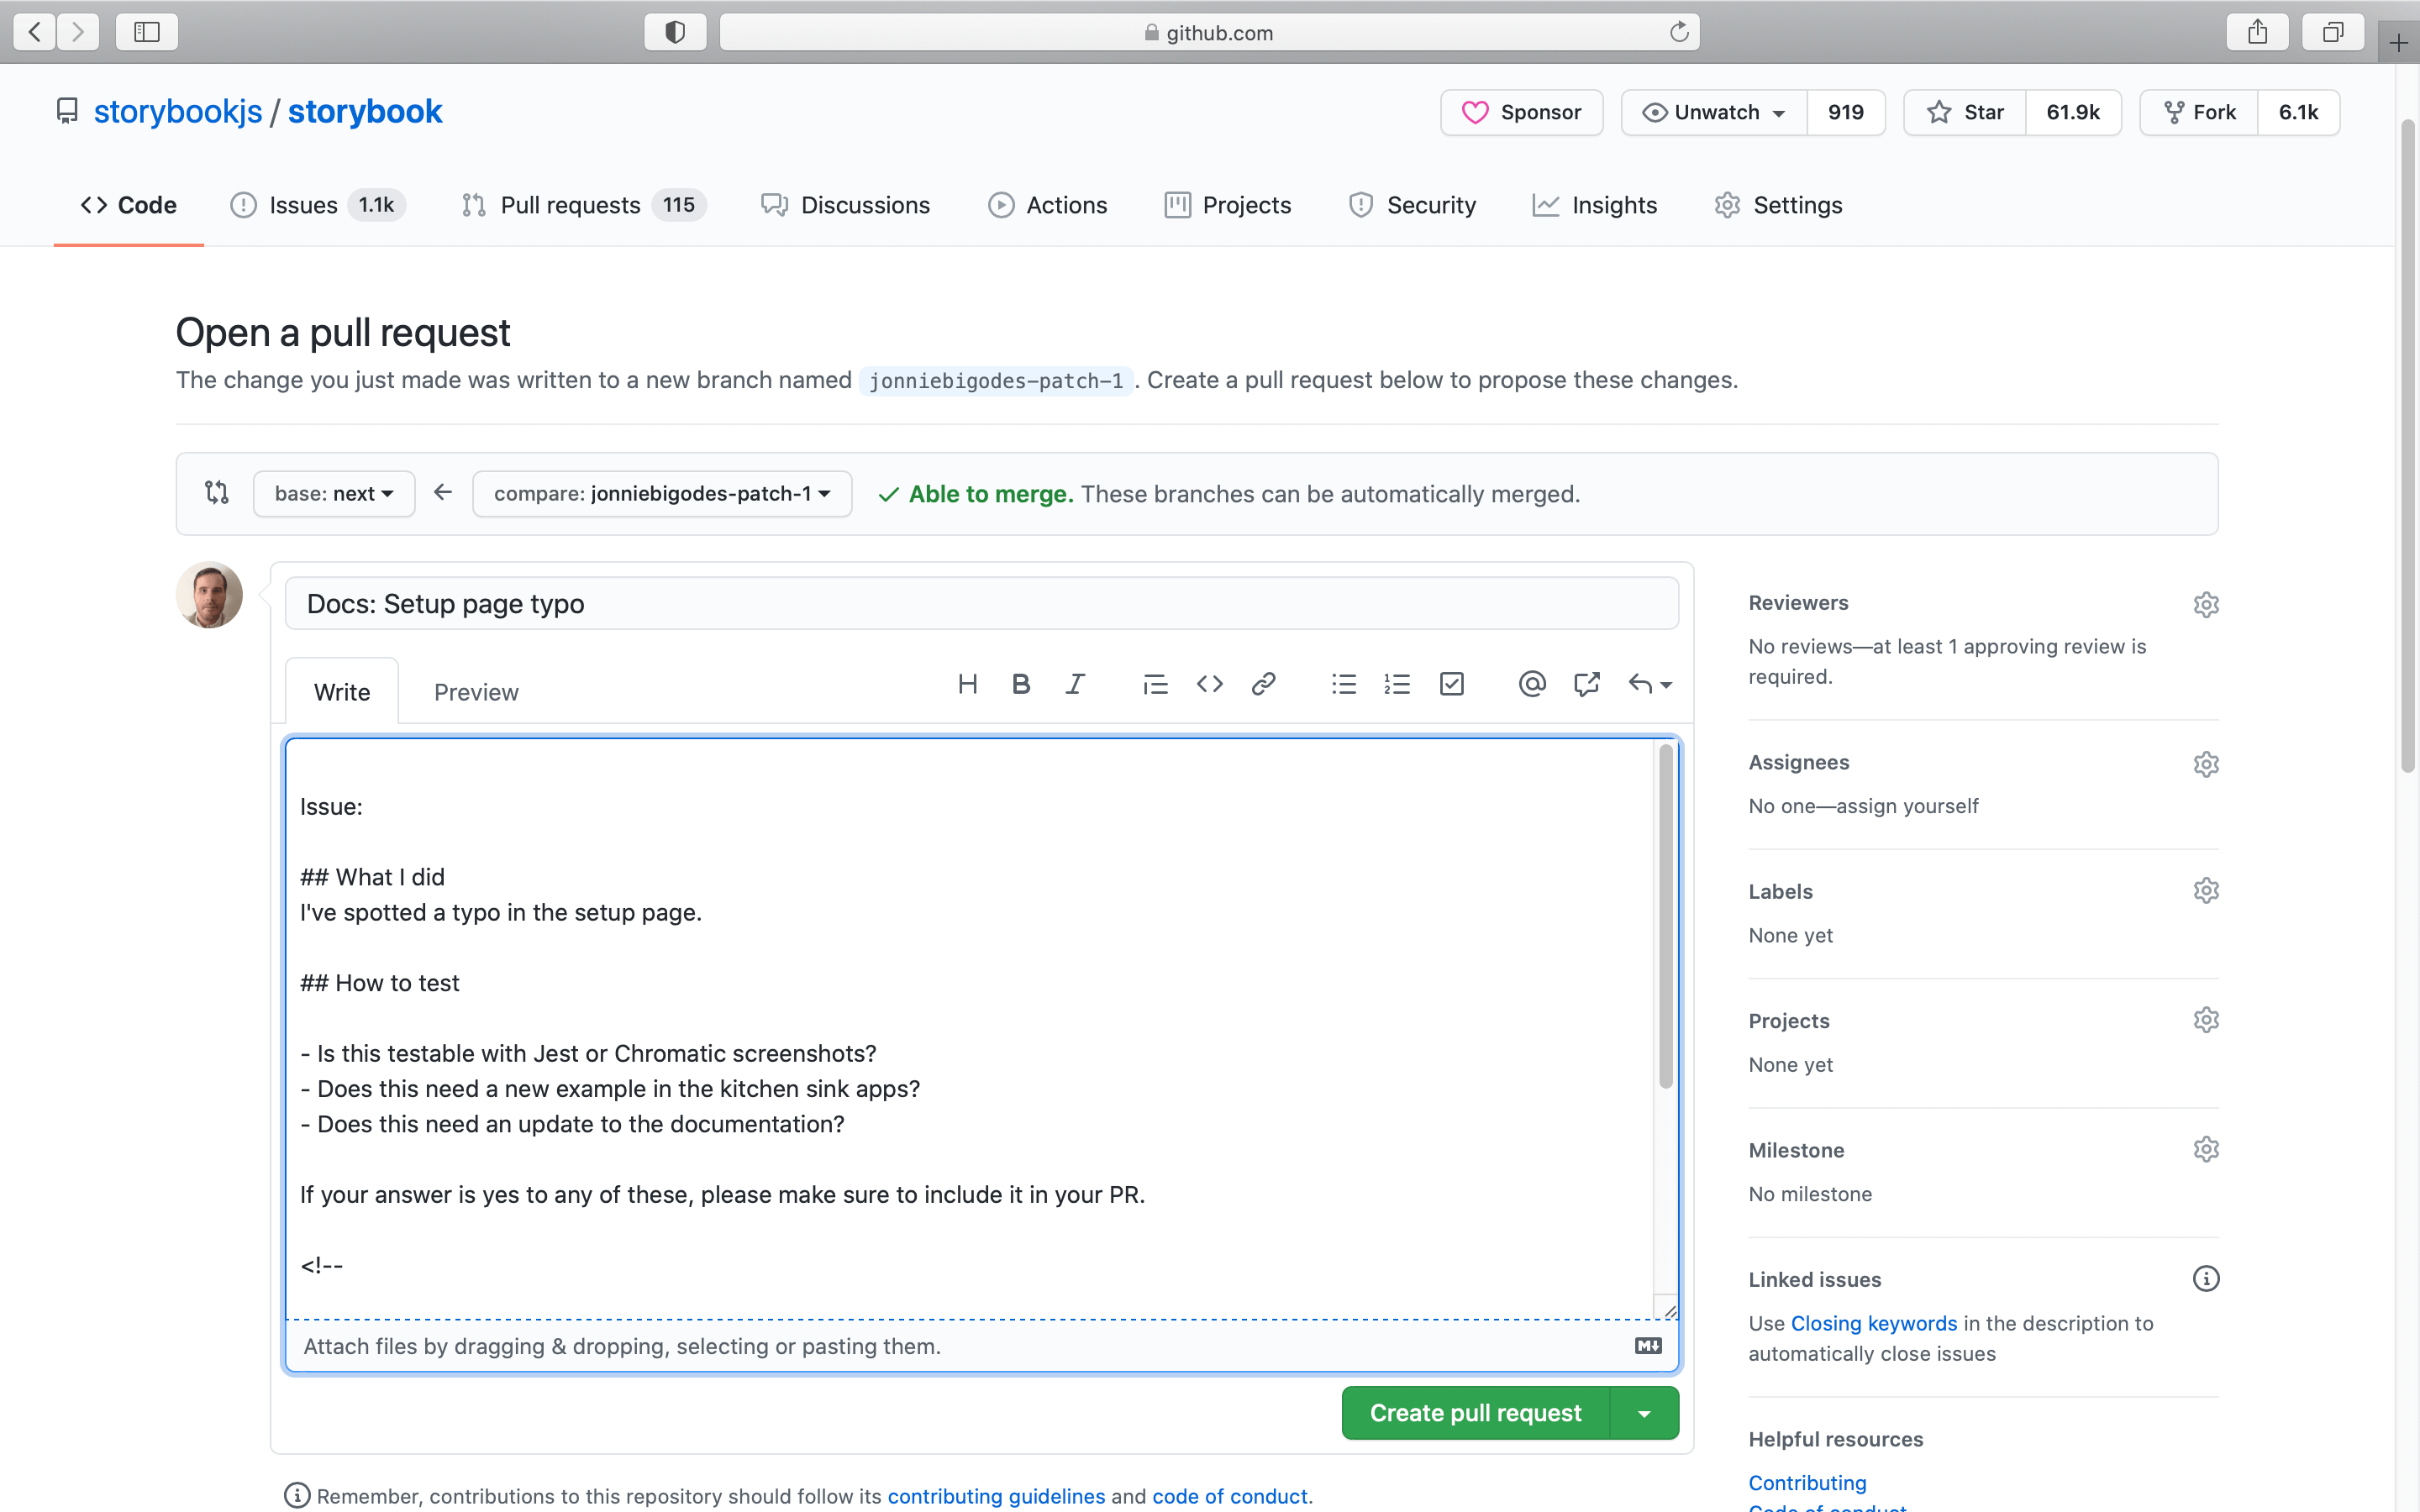 github.com
storybookjs / storybook
Sponsor
Unwatch 919
Star 61.9k
Fork 6.1k
Code
Issues 1.1k
Pull requests 115
Discussions
Actions
Projects
Security
Insights
Settings
Open a pull request
The change you just made was written to a new branch named jonniebigodes-patch-1. Create a pull request below to propose these changes.
base: next
compare: jonniebigodes-patch-1
Able to merge. These branches can be automatically merged.
Docs: Setup page typo
Write
Preview
Issue:
## What I did
I've spotted a typo in the setup page.
## How to test
- Is this testable with Jest or Chromatic screenshots?
- Does this need a new example in the kitchen sink apps?
- Does this need an update to the documentation?
If your answer is yes to any of these, please make sure to include it in your PR.
<!--
Attach files by dragging & dropping, selecting or pasting them.
Create pull request
Remember, contributions to this repository should follow its contributing guidelines and code of conduct.
Reviewers
No reviews—at least 1 approving review is
required.
Assignees
No one—assign yourself
Labels
None yet
Projects
None yet
Milestone
No milestone
Linked issues
Use Closing keywords in the description to
automatically close issues
Helpful resources
Contributing
Code of conduct